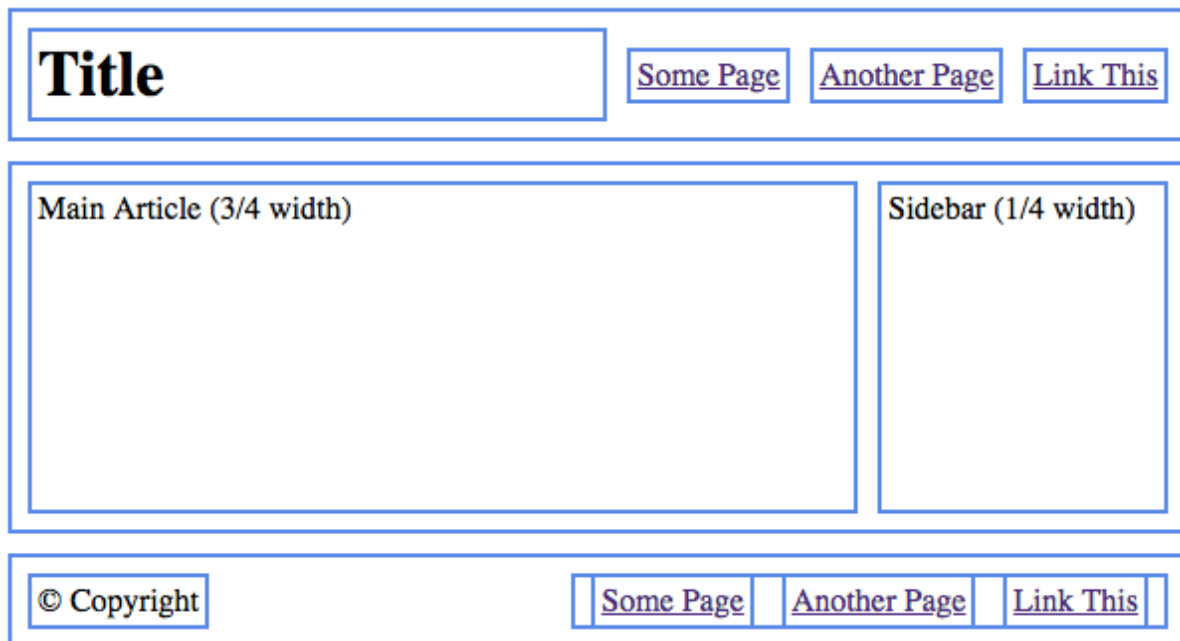 Title
Some Page Another Page Link This
Main Article (3/4 width)
Sidebar (1/4 width)
© Copyright
Some Page Another Page Link This